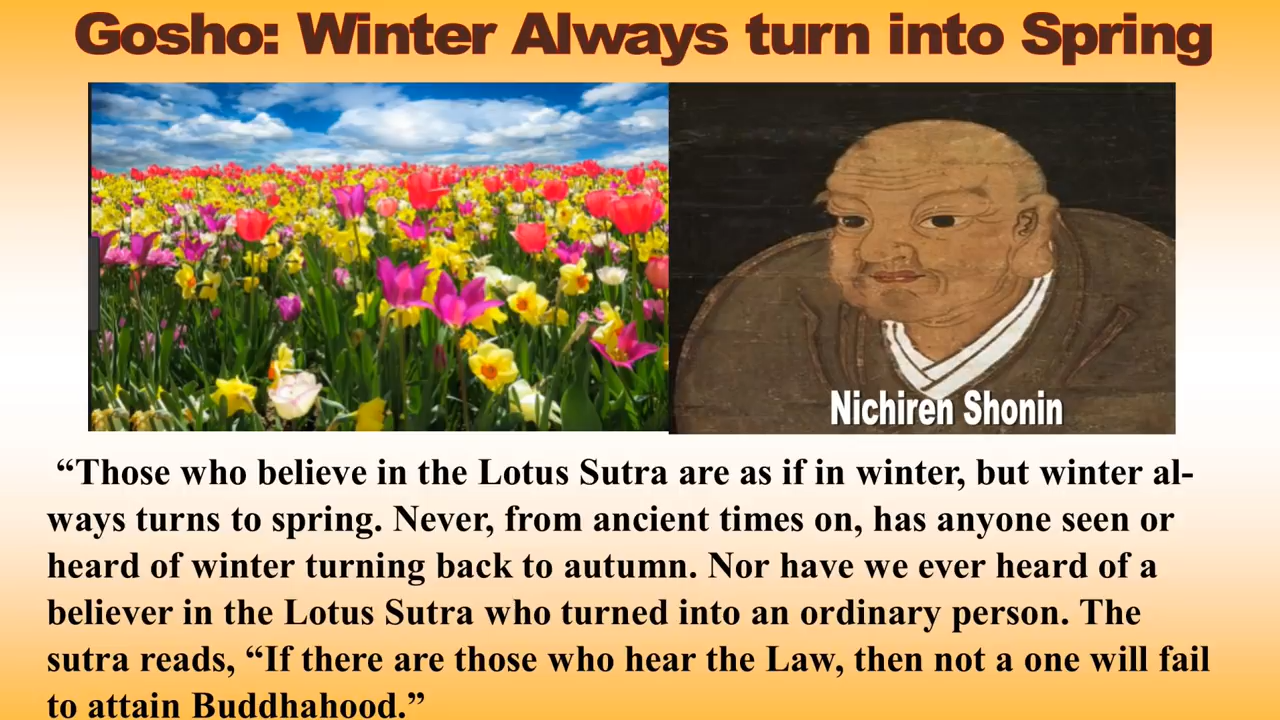 Gosho: Winter Always turn into Spring
Nichiren Shonin
“Those who believe in the Lotus Sutra are as if in winter, but winter al-
ways turns to spring. Never, from ancient times on, has anyone seen or
heard of winter turning back to autumn. Nor have we ever heard of a
believer in the Lotus Sutra who turned into an ordinary person. The
sutra reads, “If there are those who hear the Law, then not a one will fail
to attain Buddhahood.”